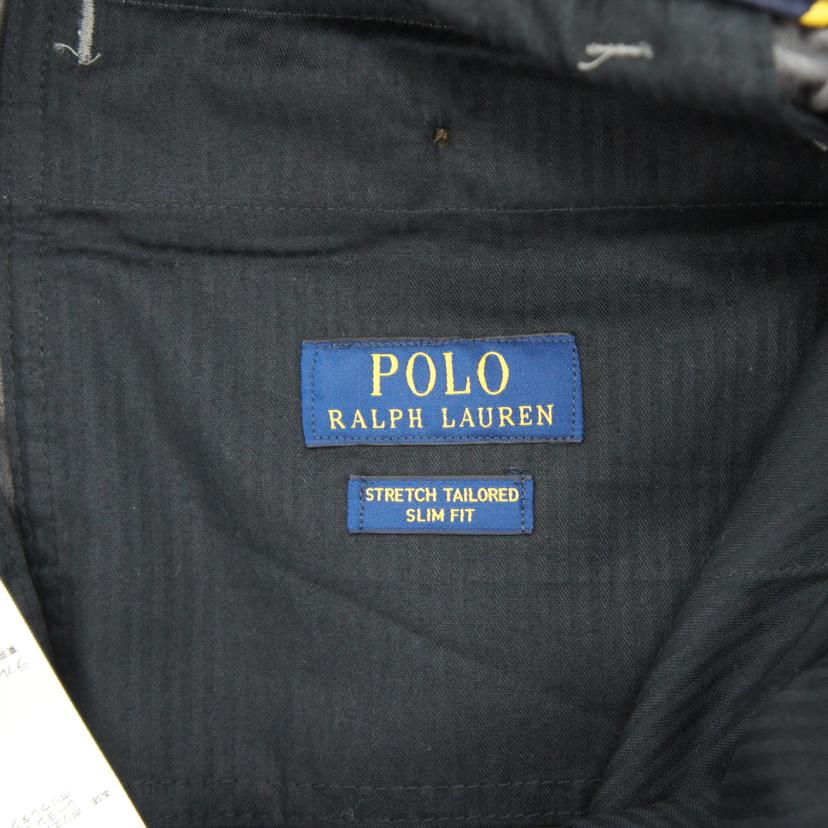 POLO
RALPH LAUREN
STRETCH TAILORED
SLIM FIT